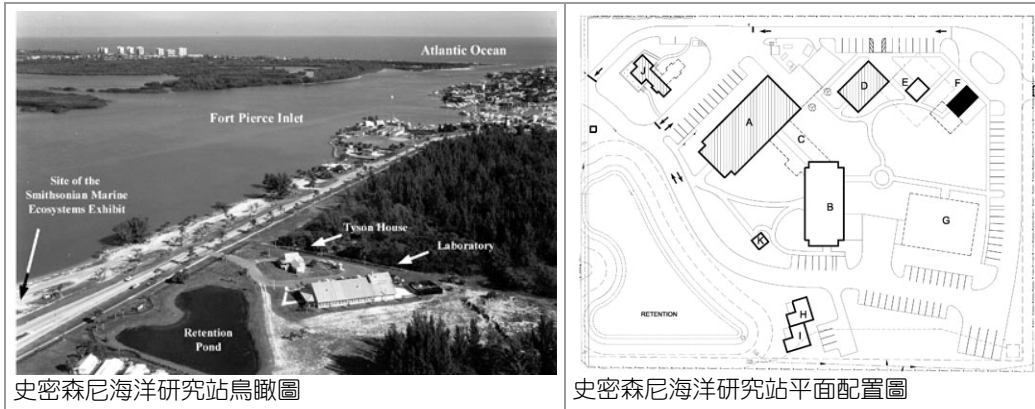 Atlantic Ocean
Fort Pierce Inlet
Site of the
Smithsonian Marine
Ecosystems Exhibit
Tyson House
Laboratory
Retention
Pond
史密森尼海洋研究站鳥瞰圖
J
A
C
D
E
F
B
G
K
H
I
RETENTION
史密森尼海洋研究站平面配置圖